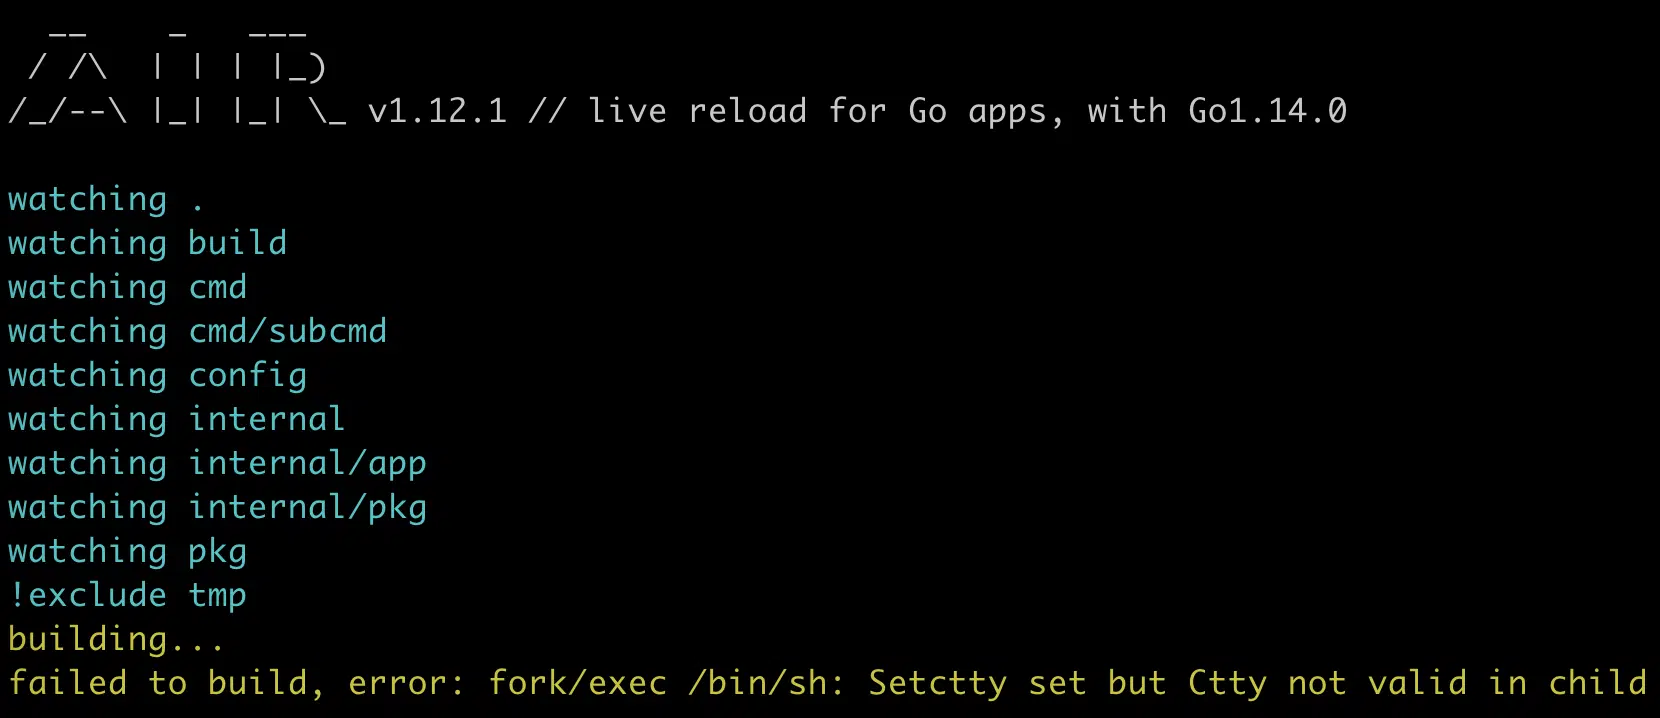 __    _   ___
 / /\  | | | |_)
/_/--\ |_| |_| \_ v1.12.1 // live reload for Go apps, with Go1.14.0
watching .
watching build
watching cmd
watching cmd/subcmd
watching config
watching internal
watching internal/app
watching internal/pkg
watching pkg
!exclude tmp
building...
failed to build, error: fork/exec /bin/sh: Setctty set but Ctty not valid in child